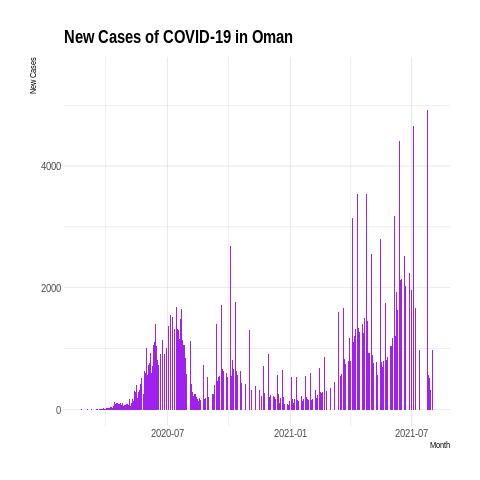 New Cases of COVID-19 in Oman
New Cases
4000
2000
0
2020-07
2021-01
2021-07
Month